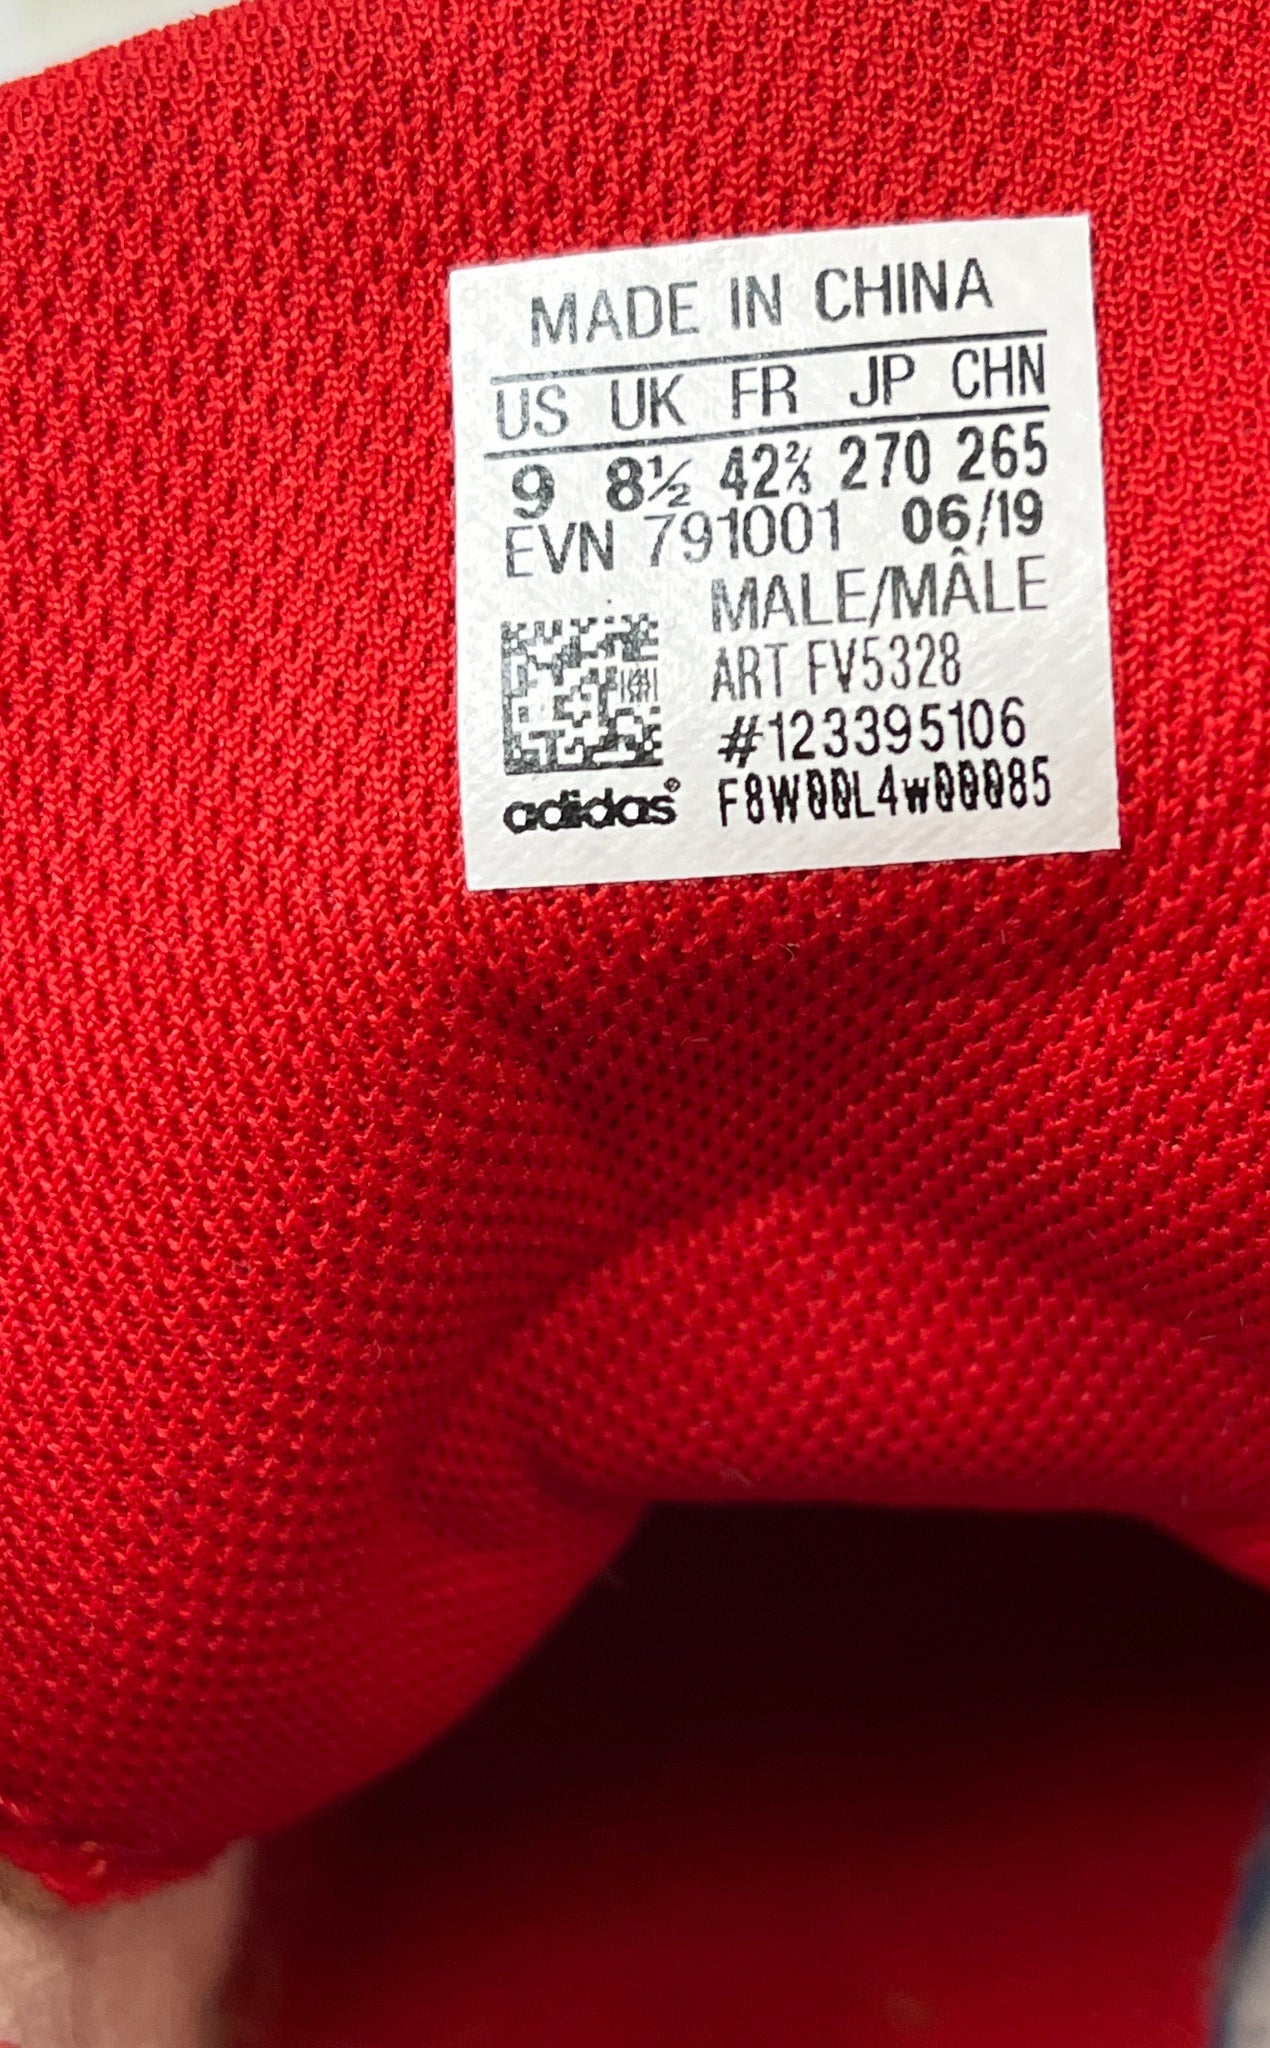 MADE IN CHINA
US UK FR JP CHN
9 8½ 42⅔ 270 265
EVN 791001 06/19
MALE/MÂLE
ART FV5328
#123395106
adidas® F8W00L4w00085